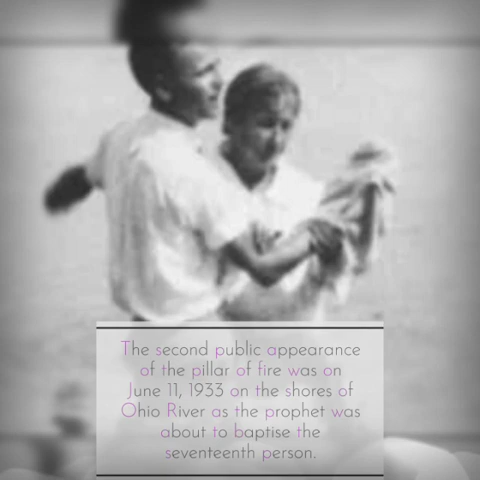 The second public appearance
of the pillar of fire was on
June 11, 1933 on the shores of
Ohio River as the prophet was
about to baptise the
seventeenth person.